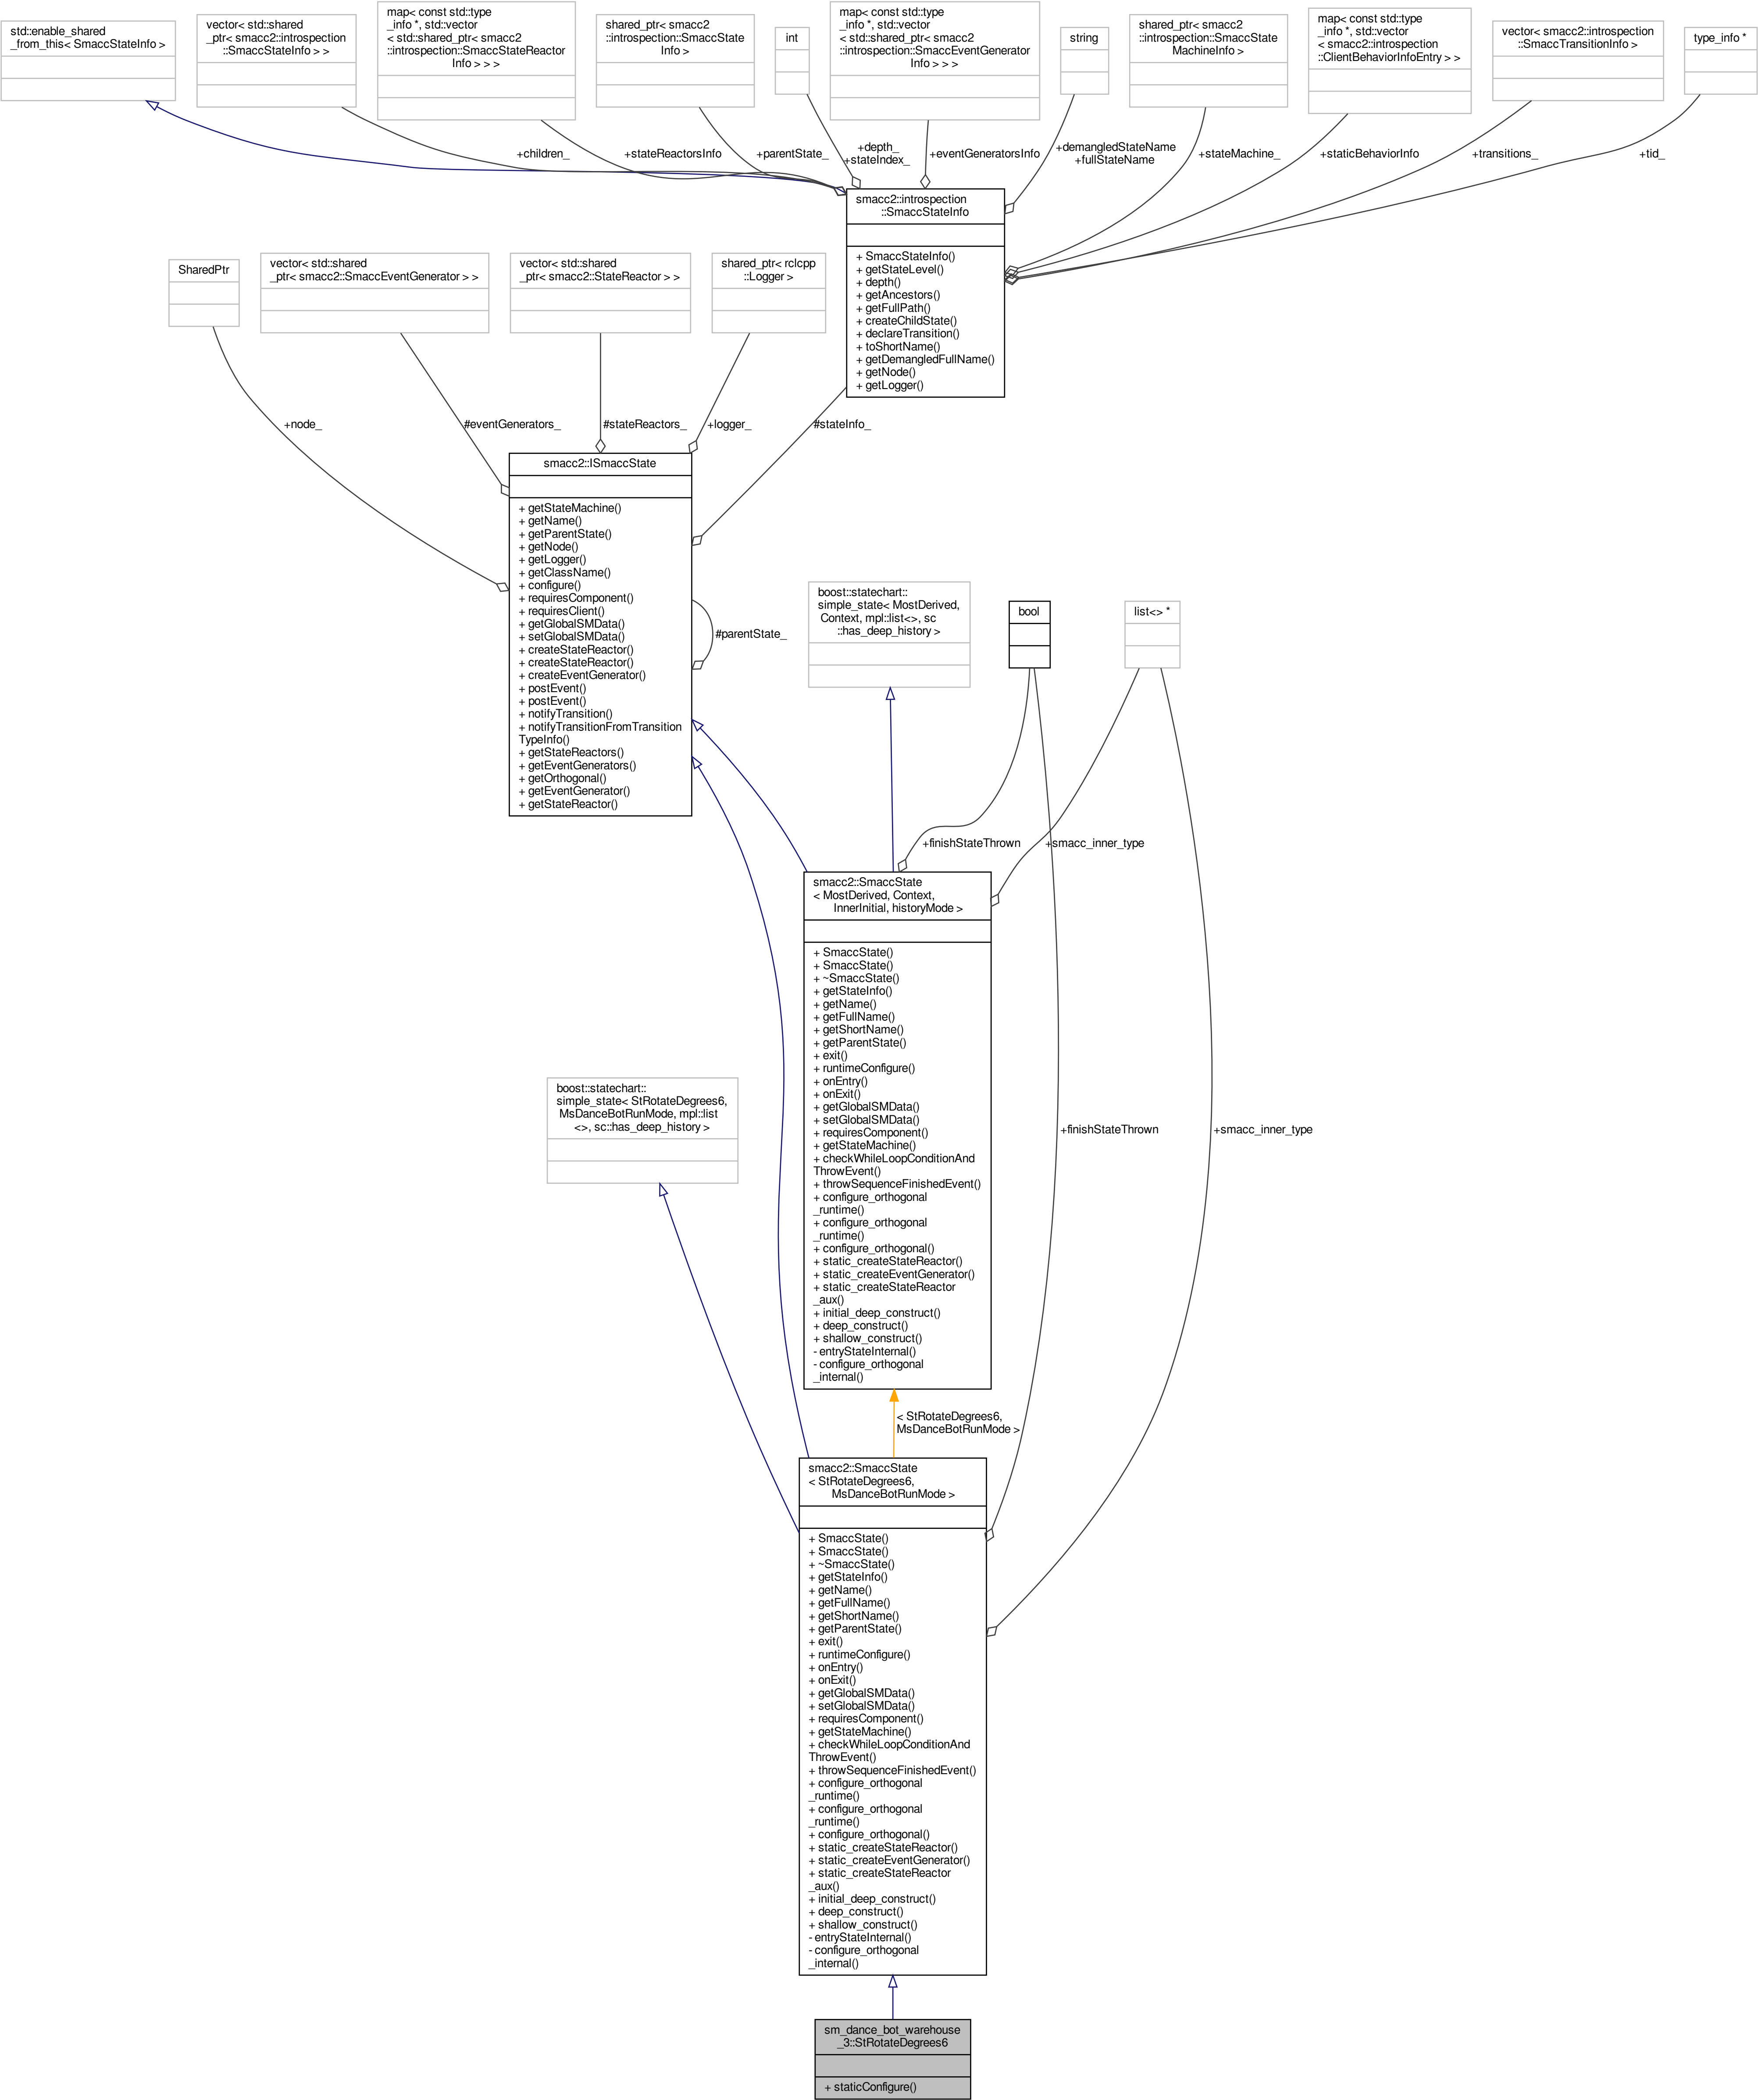 std::enable_shared
_from_this< SmaccStateInfo >
vector< std::shared
_ptr< smacc2::introspection
::SmaccStateInfo > >
map< const std::type
_info *, std::vector
< std::shared_ptr< smacc2
::introspection::SmaccStateReactor
Info > > >
shared_ptr< smacc2
::introspection::SmaccState
Info >
int
map< const std::type
_info *, std::vector
< std::shared_ptr< smacc2
::introspection::SmaccEventGenerator
Info > > >
string
shared_ptr< smacc2
::introspection::SmaccState
MachineInfo >
map< const std::type
_info *, std::vector
< smacc2::introspection
::ClientBehaviorInfoEntry > >
vector< smacc2::introspection
::SmaccTransitionInfo >
type_info *
+children_
+stateReactorsInfo
+parentState_
+depth_
+stateIndex_
+eventGeneratorsInfo
+demangledStateName
+fullStateName
+stateMachine_
+staticBehaviorInfo
+transitions_
+tid_
smacc2::introspection
::SmaccStateInfo
+ SmaccStateInfo()
+ getStateLevel()
+ depth()
+ getAncestors()
+ getFullPath()
+ createChildState()
+ declareTransition()
+ toShortName()
+ getDemangledFullName()
+ getNode()
+ getLogger()
SharedPtr
vector< std::shared
_ptr< smacc2::SmaccEventGenerator > >
vector< std::shared
_ptr< smacc2::StateReactor > >
shared_ptr< rclcpp
::Logger >
+node_
#eventGenerators_
#stateReactors_
+logger_
#stateInfo_
smacc2::ISmaccState
+ getStateMachine()
+ getName()
+ getParentState()
+ getNode()
+ getLogger()
+ getClassName()
+ configure()
+ requiresComponent()
+ requiresClient()
+ getGlobalSMData()
+ setGlobalSMData()
+ createStateReactor()
+ createStateReactor()
+ createEventGenerator()
+ postEvent()
+ postEvent()
+ notifyTransition()
+ notifyTransitionFromTransition
TypeInfo()
+ getStateReactors()
+ getEventGenerators()
+ getOrthogonal()
+ getEventGenerator()
+ getStateReactor()
#parentState_
boost::statechart::
simple_state< MostDerived,
Context, mpl::list<>, sc
::has_deep_history >
bool
list<> *
+finishStateThrown
+smacc_inner_type
smacc2::SmaccState
< MostDerived, Context,
InnerInitial, historyMode >
+ SmaccState()
+ SmaccState()
+ ~SmaccState()
+ getStateInfo()
+ getName()
+ getFullName()
+ getShortName()
+ getParentState()
+ exit()
+ runtimeConfigure()
+ onEntry()
+ onExit()
+ getGlobalSMData()
+ setGlobalSMData()
+ requiresComponent()
+ getStateMachine()
+ checkWhileLoopConditionAnd
ThrowEvent()
+ throwSequenceFinishedEvent()
+ configure_orthogonal
_runtime()
+ configure_orthogonal
_runtime()
+ configure_orthogonal()
+ static_createStateReactor()
+ static_createEventGenerator()
+ static_createStateReactor
_aux()
+ initial_deep_construct()
+ deep_construct()
+ shallow_construct()
- entryStateInternal()
- configure_orthogonal
_internal()
boost::statechart::
simple_state< StRotateDegrees6,
MsDanceBotRunMode, mpl::list
<>, sc::has_deep_history >
+finishStateThrown
+smacc_inner_type
< StRotateDegrees6,
MsDanceBotRunMode >
smacc2::SmaccState
< StRotateDegrees6,
MsDanceBotRunMode >
+ SmaccState()
+ SmaccState()
+ ~SmaccState()
+ getStateInfo()
+ getName()
+ getFullName()
+ getShortName()
+ getParentState()
+ exit()
+ runtimeConfigure()
+ onEntry()
+ onExit()
+ getGlobalSMData()
+ setGlobalSMData()
+ requiresComponent()
+ getStateMachine()
+ checkWhileLoopConditionAnd
ThrowEvent()
+ throwSequenceFinishedEvent()
+ configure_orthogonal
_runtime()
+ configure_orthogonal
_runtime()
+ configure_orthogonal()
+ static_createStateReactor()
+ static_createEventGenerator()
+ static_createStateReactor
_aux()
+ initial_deep_construct()
+ deep_construct()
+ shallow_construct()
- entryStateInternal()
- configure_orthogonal
_internal()
sm_dance_bot_warehouse
_3::StRotateDegrees6
+ staticConfigure()